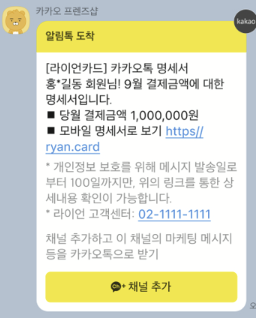 카카오 프렌즈샵
kakao
알림톡 도착
[라이언카드] 카카오톡 명세서
홍*길동 회원님! 9월 결제금액에 대한
명세서입니다.
■ 당월 결제금액 1,000,000원
■ 모바일 명세서로 보기 https//
ryan.card
* 개인정보 보호를 위해 메시지 발송일로
부터 100일까지만, 위의 링크를 통한 상
세내용 확인이 가능합니다.
* 라이언 고객센터: 02-1111-1111
채널 추가하고 이 채널의 마케팅 메시지
등을 카카오톡으로 받기
Ch+ 채널 추가
오